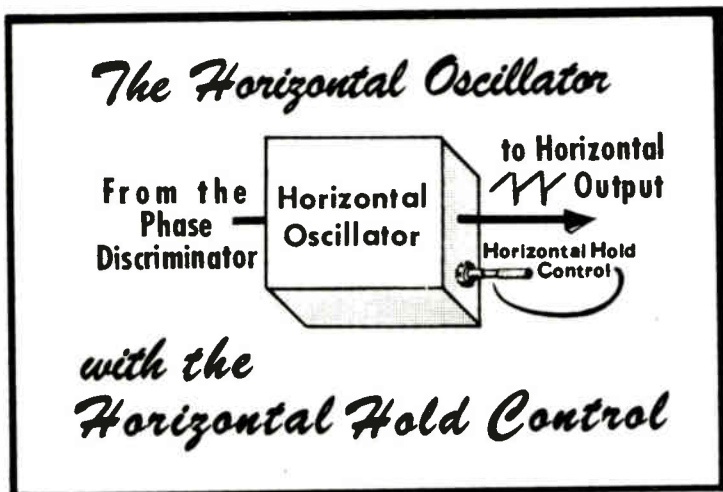 The Horizontal Oscillator
From the
Phase
Discriminator
Horizontal
Oscillator
to Horizontal
Output
Horizontal Hold
Control
with the
Horizontal Hold Control